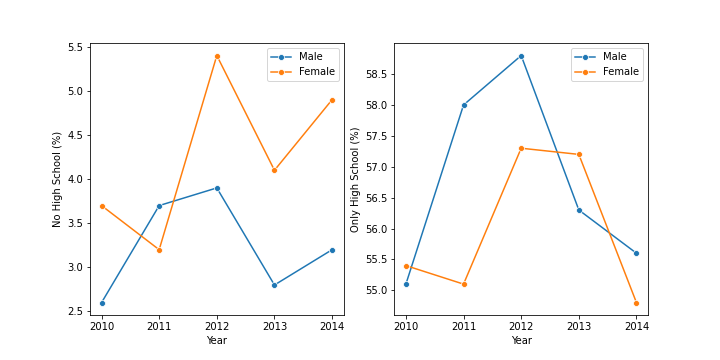 No High School (%)
5.5
5.0
4.5
4.0
3.5
3.0
2.5
2010 2011 2012 2013 2014
Year
Male
Female
Only High School (%)
58.5
58.0
57.5
57.0
56.5
56.0
55.5
55.0
2010 2011 2012 2013 2014
Year
Male
Female